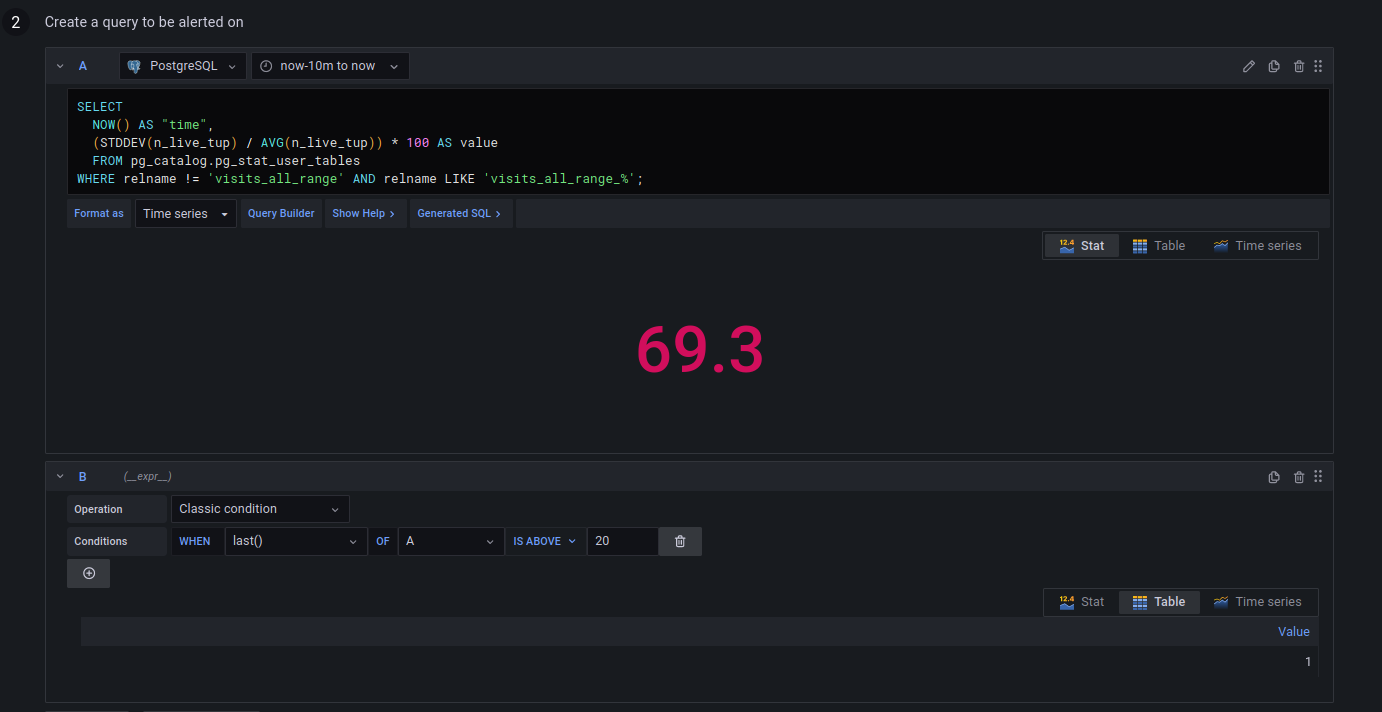 2 Create a query to be alerted on
A PostgreSQL now-10m to now
SELECT
NOW() AS "time",
(STDDEV(n_live_tup) / AVG(n_live_tup)) * 100 AS value
FROM pg_catalog.pg_stat_user_tables
WHERE relname != 'visits_all_range' AND relname LIKE 'visits_all_range_%';
Format as Time series Query Builder Show Help > Generated SQL >
12.4 Stat Table Time series
69.3
B (__expr__)
Operation Classic condition
Conditions WHEN last() OF A IS ABOVE 20
12.4 Stat Table Time series
Value
1